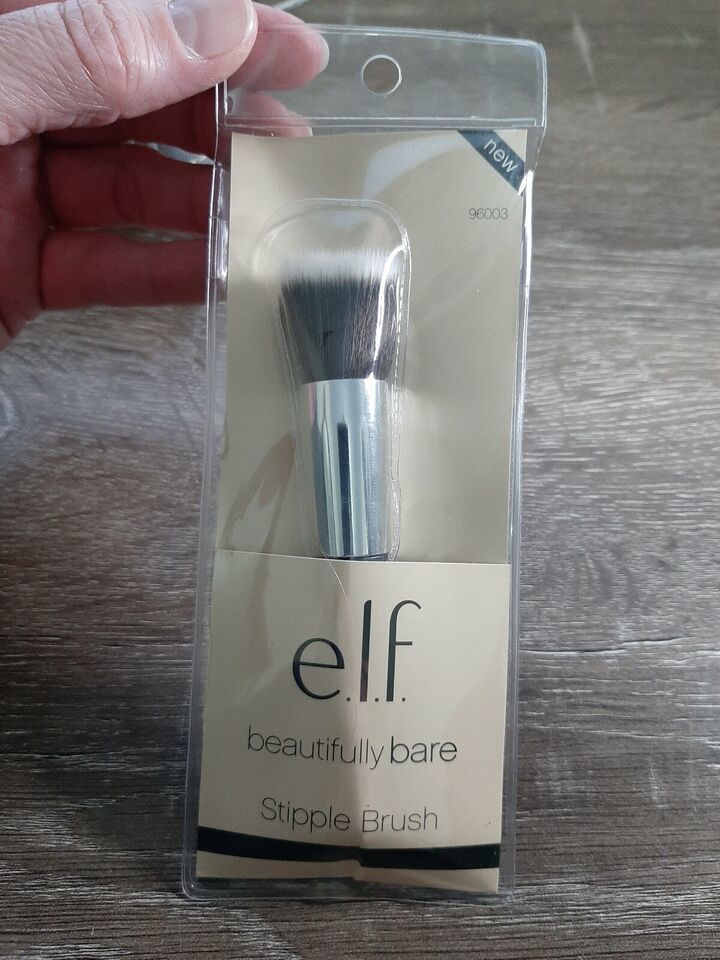 new
96003
e.l.f.
beautifully bare
Stipple Brush